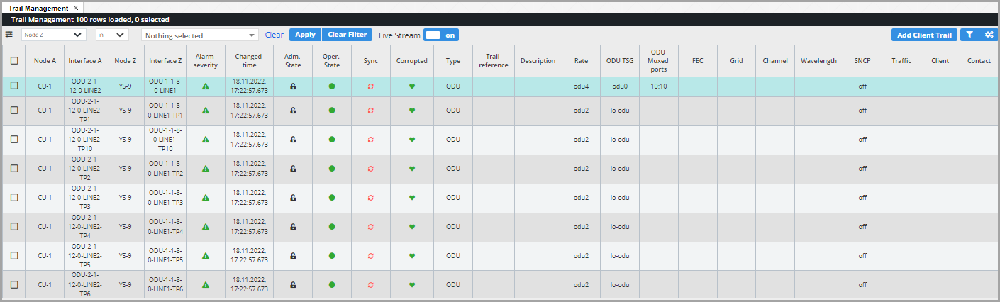 Trail Management ×
Trail Management 100 rows loaded, 0 selected
Node Z in Nothing selected Clear Apply Clear Filter Live Stream on Add Client Trail
Node A Interface A Node Z Interface Z Alarm severity Changed time Adm. State Oper. State Sync Corrupted Type Trail reference Description Rate ODU TSG ODU Muxed ports FEC Grid Channel Wavelength SNCP Traffic Client Contact
CU-1 ODU-2-1-12-0-LINE2 YS-9 ODU-1-1-8-0-LINE1 18.11.2022, 17:22:57.673 ODU odu4 odu0 10:10 off
CU-1 ODU-2-1-12-0-LINE2-TP1 YS-9 ODU-1-1-8-0-LINE1-TP1 18.11.2022, 17:22:57.673 ODU odu2 lo-odu off
CU-1 ODU-2-1-12-0-LINE2-TP10 YS-9 ODU-1-1-8-0-LINE1-TP10 18.11.2022, 17:22:57.673 ODU odu2 lo-odu off
CU-1 ODU-2-1-12-0-LINE2-TP2 YS-9 ODU-1-1-8-0-LINE1-TP2 18.11.2022, 17:22:57.673 ODU odu2 lo-odu off
CU-1 ODU-2-1-12-0-LINE2-TP3 YS-9 ODU-1-1-8-0-LINE1-TP3 18.11.2022, 17:22:57.673 ODU odu2 lo-odu off
CU-1 ODU-2-1-12-0-LINE2-TP4 YS-9 ODU-1-1-8-0-LINE1-TP4 18.11.2022, 17:22:57.673 ODU odu2 lo-odu off
CU-1 ODU-2-1-12-0-LINE2-TP5 YS-9 ODU-1-1-8-0-LINE1-TP5 18.11.2022, 17:22:57.673 ODU odu2 lo-odu off
CU-1 ODU-2-1-12-0-LINE2-TP6 YS-9 ODU-1-1-8-0-LINE1-TP6 18.11.2022, 17:22:57.673 ODU odu2 lo-odu off